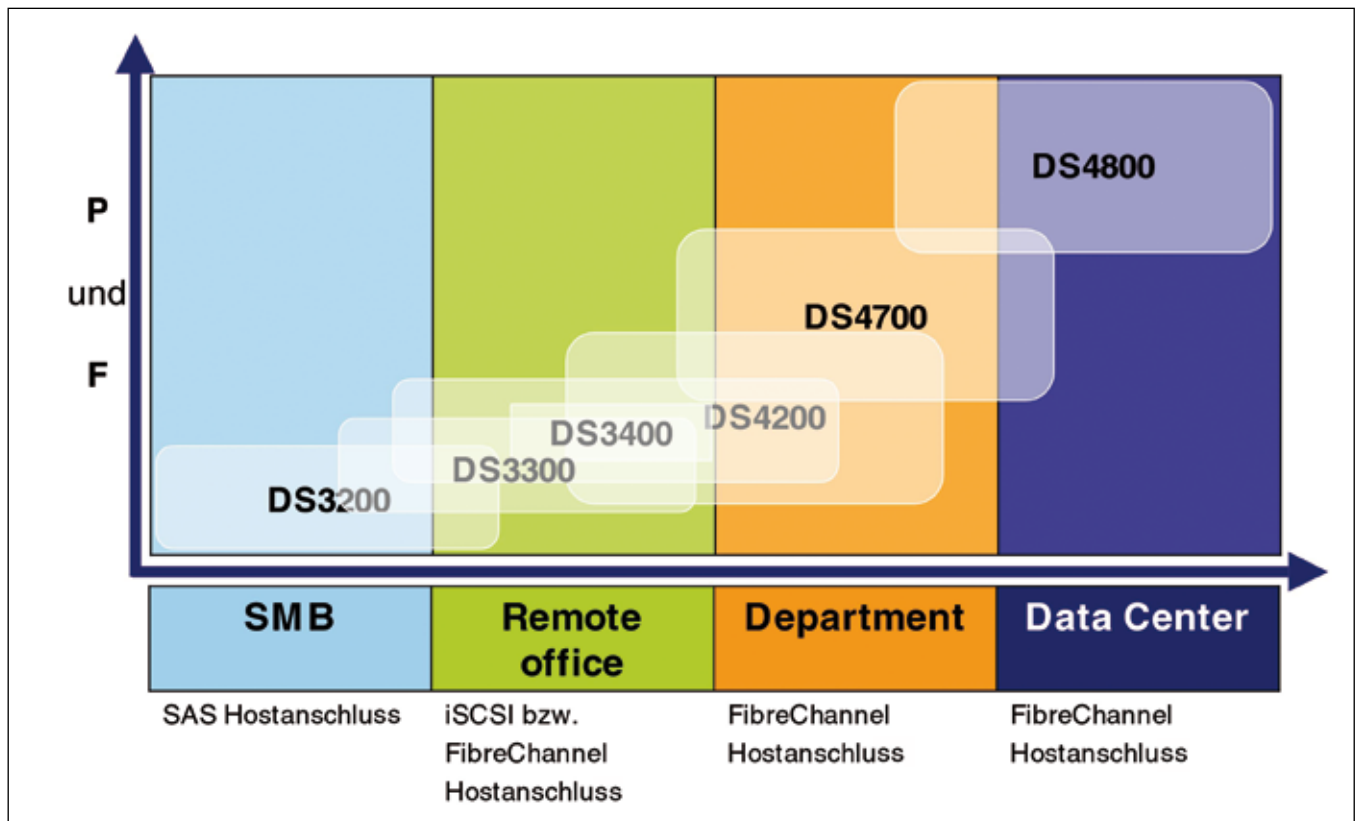 P
und
F
DS4800
DS4700
DS4200
DS3400
DS3300
DS3200
SMB
Remote
office
Department
Data Center
SAS Hostanschluss
iSCSI bzw.
FibreChannel
Hostanschluss
FibreChannel
Hostanschluss
FibreChannel
Hostanschluss